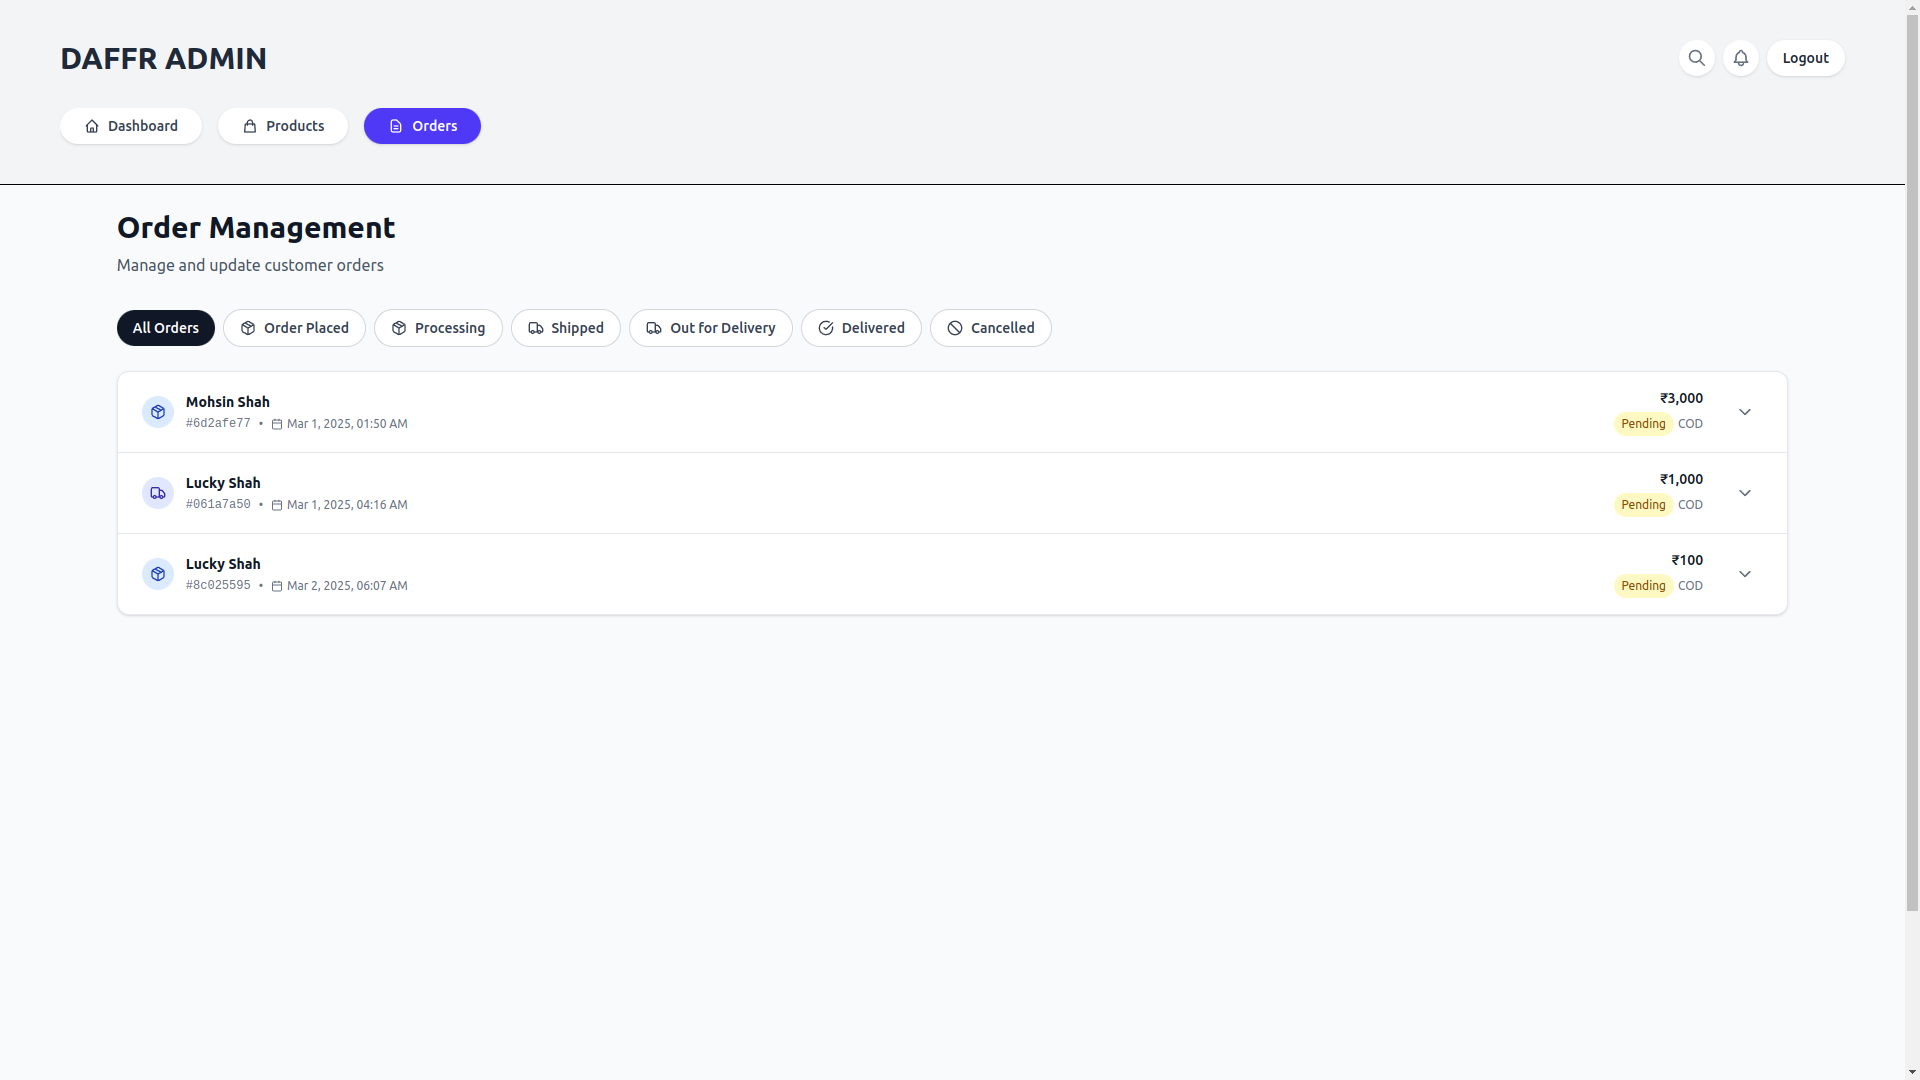 DAFFR ADMIN
Logout
Dashboard
Products
Orders
Order Management
Manage and update customer orders
All Orders
Order Placed
Processing
Shipped
Out for Delivery
Delivered
Cancelled
Mohsin Shah
#6d2afe77 • Mar 1, 2025, 01:50 AM
₹3,000
Pending COD
Lucky Shah
#061a7a50 • Mar 1, 2025, 04:16 AM
₹1,000
Pending COD
Lucky Shah
#8c025595 • Mar 2, 2025, 06:07 AM
₹100
Pending COD